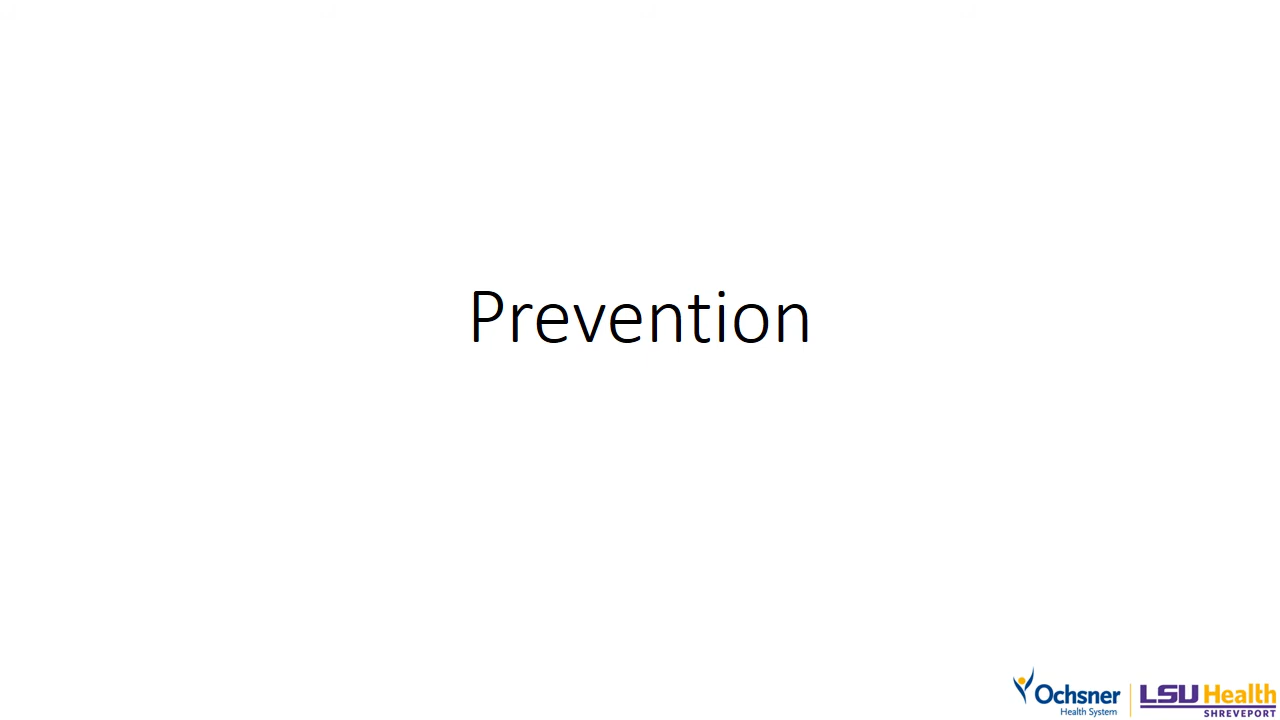 Prevention
Ochsner
Health System
LSU Health
SHREVEPORT